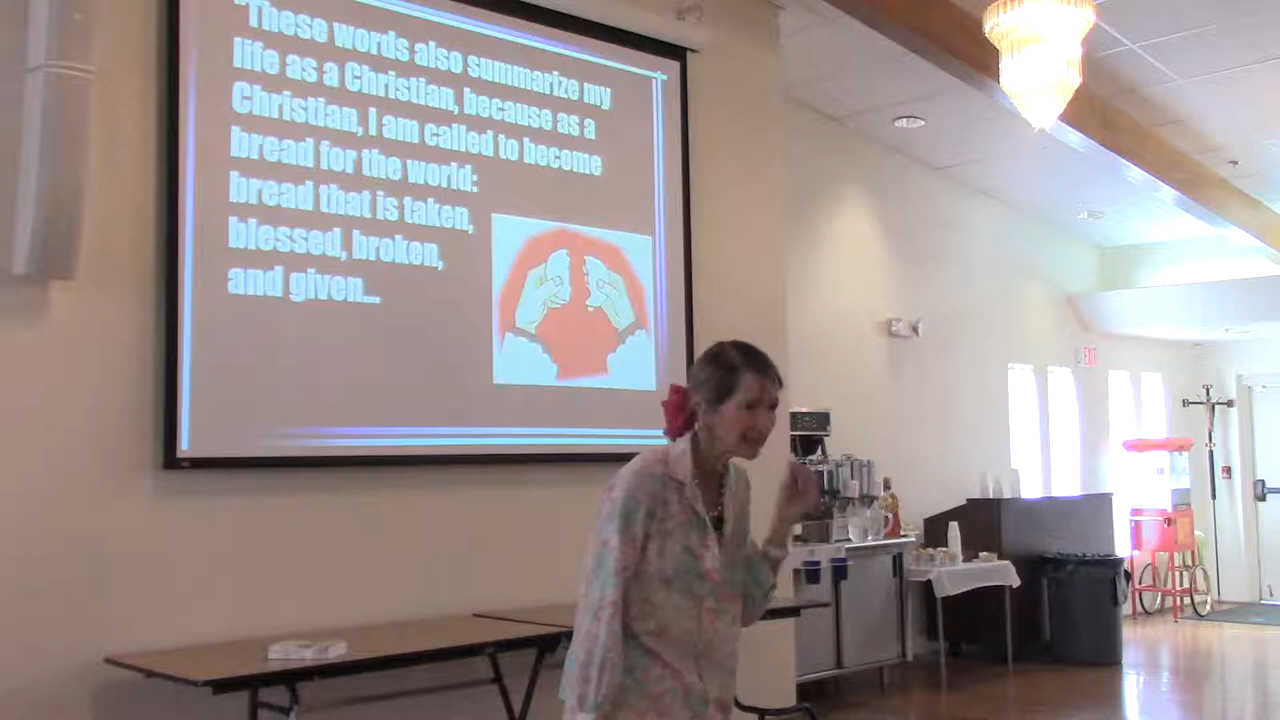 "These words also summarize my
life as a Christian, because as a
Christian, I am called to become
bread for the world:
bread that is taken,
blessed, broken,
and given...
EXIT